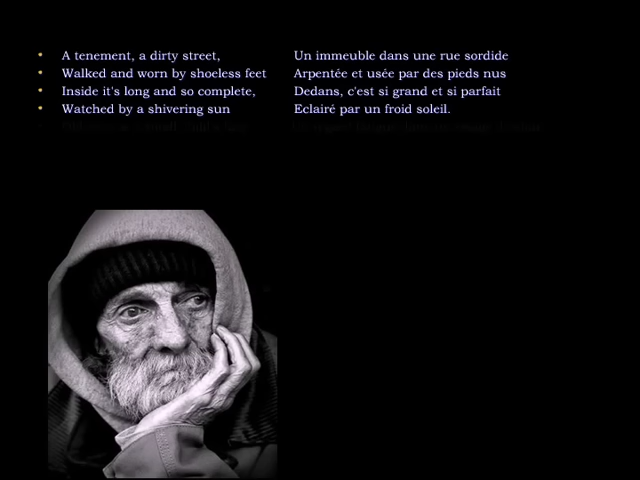 A tenement, a dirty street,
Walked and worn by shoeless feet
Inside it's long and so complete,
Watched by a shivering sun
Un immeuble dans une rue sordide
Arpentée et usée par des pieds nus
Dedans, c'est si grand et si parfait
Eclairé par un froid soleil.